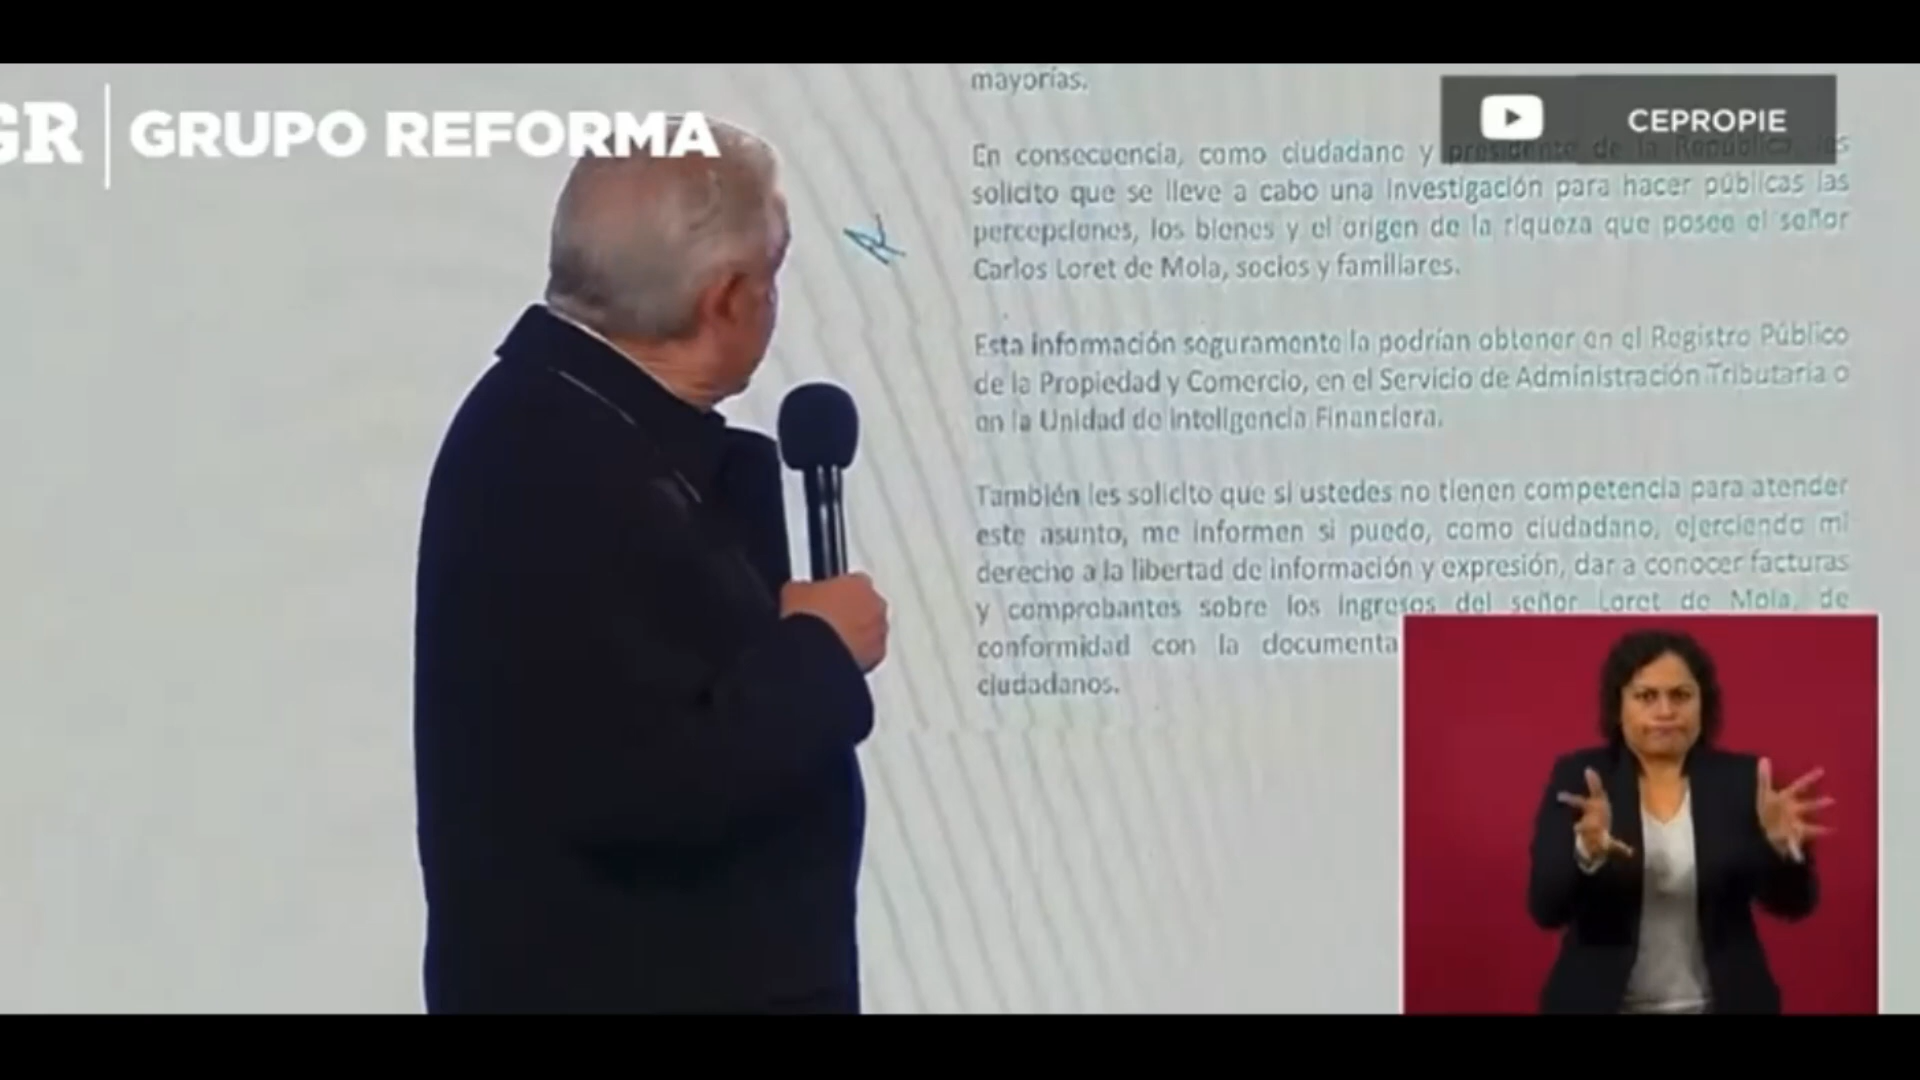 GR
GRUPO REFORMA
CEPROPIE
mayorías.
En consecuencia, como ciudadano y presidente de la República, les
solicito que se lleve a cabo una investigación para hacer públicas las
percepciones, los bienes y el origen de la riqueza que posee el señor
Carlos Loret de Mola, socios y familiares.
Esta información seguramente la podrían obtener en el Registro Público
de la Propiedad y Comercio, en el Servicio de Administración Tributaria o
en la Unidad de Inteligencia Financiera.
También les solicito que si ustedes no tienen competencia para atender
este asunto, me informen si puedo, como ciudadano, ejerciendo mi
derecho a la libertad de información y expresión, dar a conocer facturas
y comprobantes sobre los ingresos del señor Loret de Mola, de
conformidad con la documenta
ciudadanos.